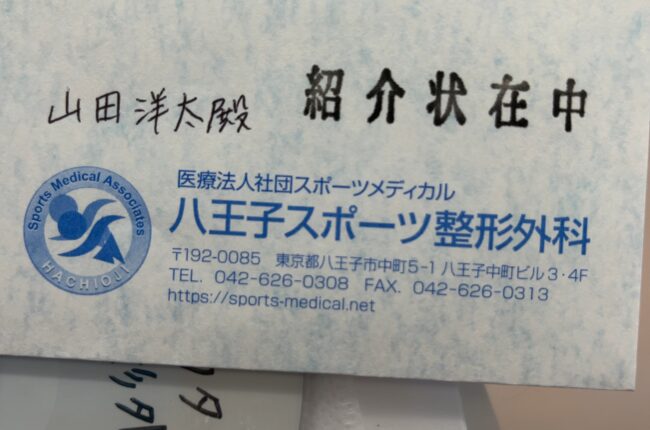 山田洋太殿 紹介状在中
Sports Medical Associates
HACHIOJI
医療法人社団スポーツメディカル
八王子スポーツ整形外科
〒192-0085 東京都八王子市中町5-1 八王子中町ビル3・4F
TEL. 042-626-0308 FAX. 042-626-0313
https://sports-medical.net